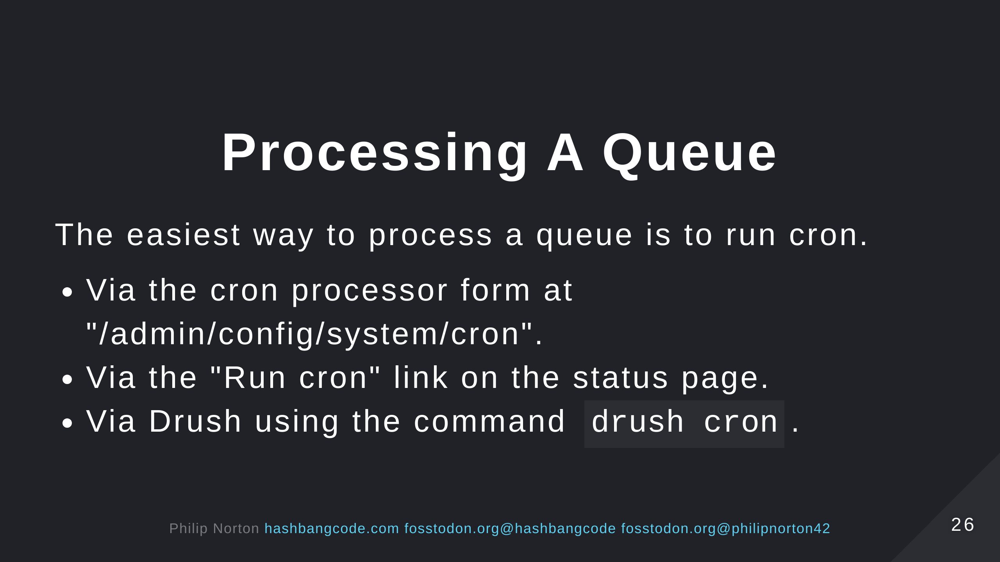 Processing A Queue
The easiest way to process a queue is to run cron.
• Via the cron processor form at
"/admin/config/system/cron".
• Via the "Run cron" link on the status page.
• Via Drush using the command drush cron.
Philip Norton hashbangcode.com fosstodon.org@hashbangcode fosstodon.org@philipnorton42
26